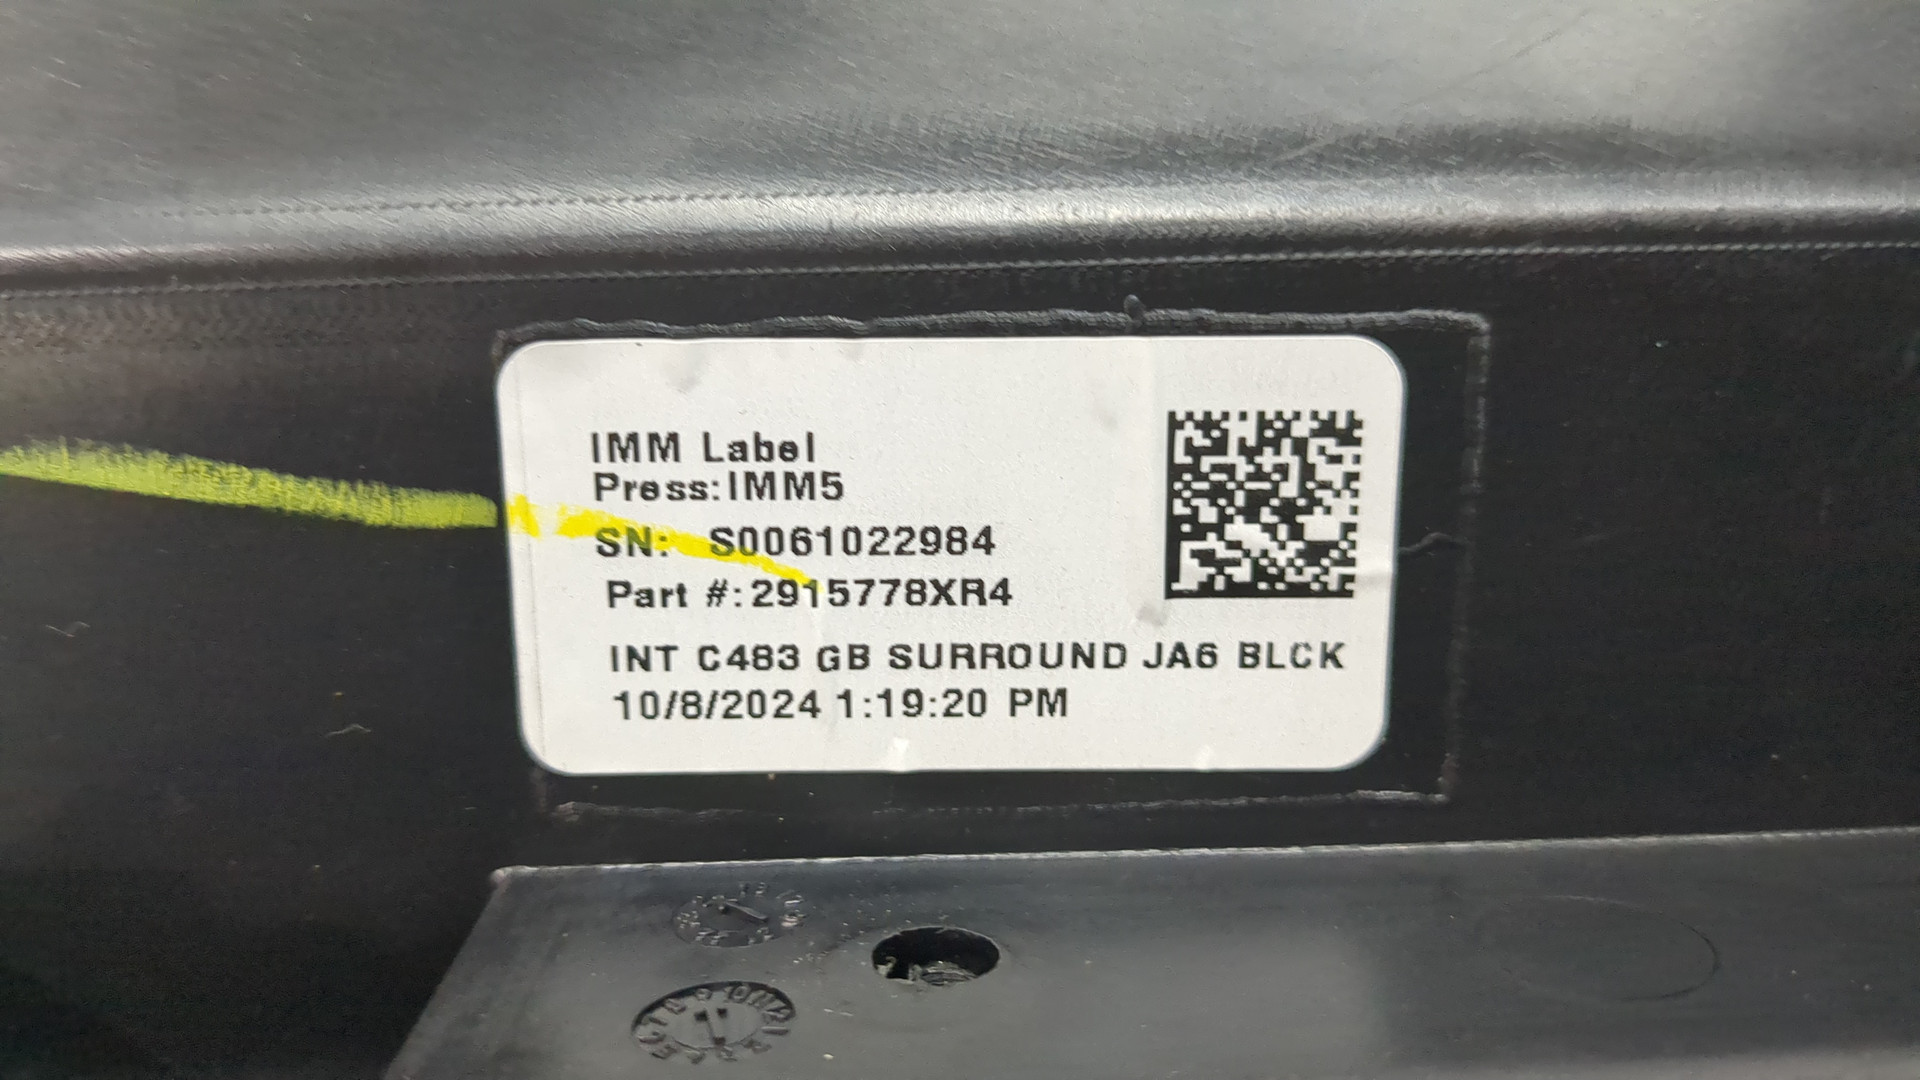 IMM Label
Press:IMM5
SN: S0061022984
Part #:2915778XR4
INT C483 GB SURROUND JA6 BLCK
10/8/2024 1:19:20 PM